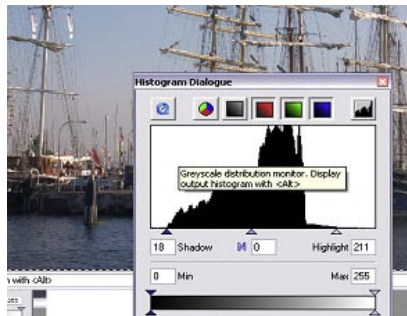 Histogram Dialogue
Greyscale distribution monitor. Display
output histogram with <Alt>
18 Shadow 0 Highlight 211
0 Min Max 255
n with <Alt>